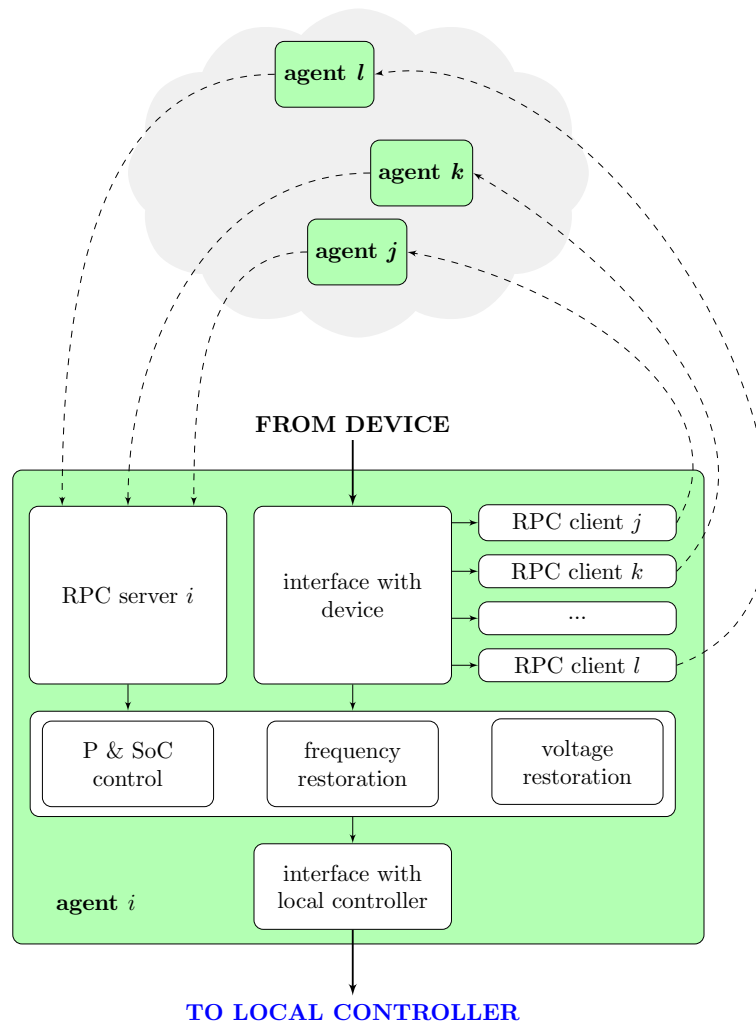 agent l
agent k
agent j
FROM DEVICE
RPC server i
interface with
device
RPC client j
RPC client k
...
RPC client l
P & SoC
control
frequency
restoration
voltage
restoration
interface with
local controller
agent i
TO LOCAL CONTROLLER